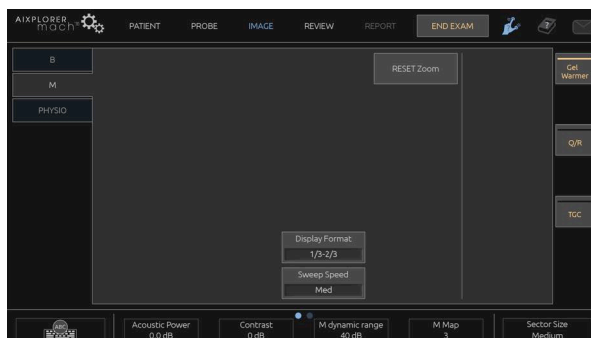 AIXPLORER
mach
PATIENT PROBE IMAGE REVIEW REPORT END EXAM
B
M
PHYSIO
RESET Zoom
Gel
Warmer
Q/R
TGC
Display Format
1/3-2/3
Sweep Speed
Med
ABC
Acoustic Power
0.0 dB
Contrast
0 dB
M dynamic range
40 dB
M Map
3
Sector Size
Medium